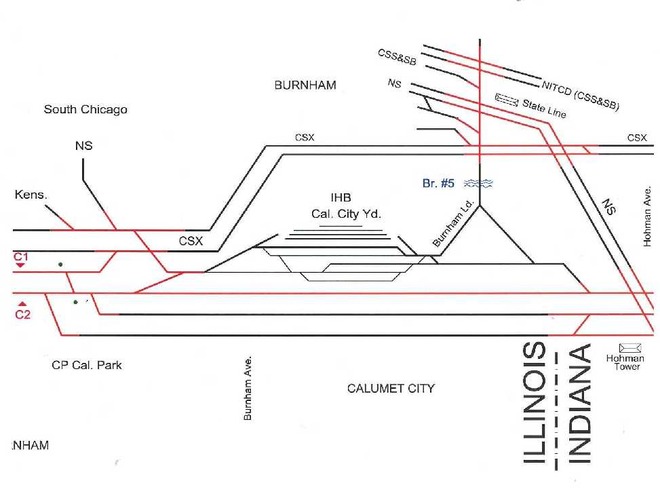 CSS&SB
NITCD (CSS&SB)
BURNHAM
NS
State Line
South Chicago
NS
CSX
CSX
Br. #5
Kens.
IHB
Cal. City Yd.
Burnham Ld.
NS
Hohman Ave.
CSX
C1
C2
CP Cal. Park
Burnham Ave.
CALUMET CITY
ILLINOIS
INDIANA
Hohman
Tower
NHAM